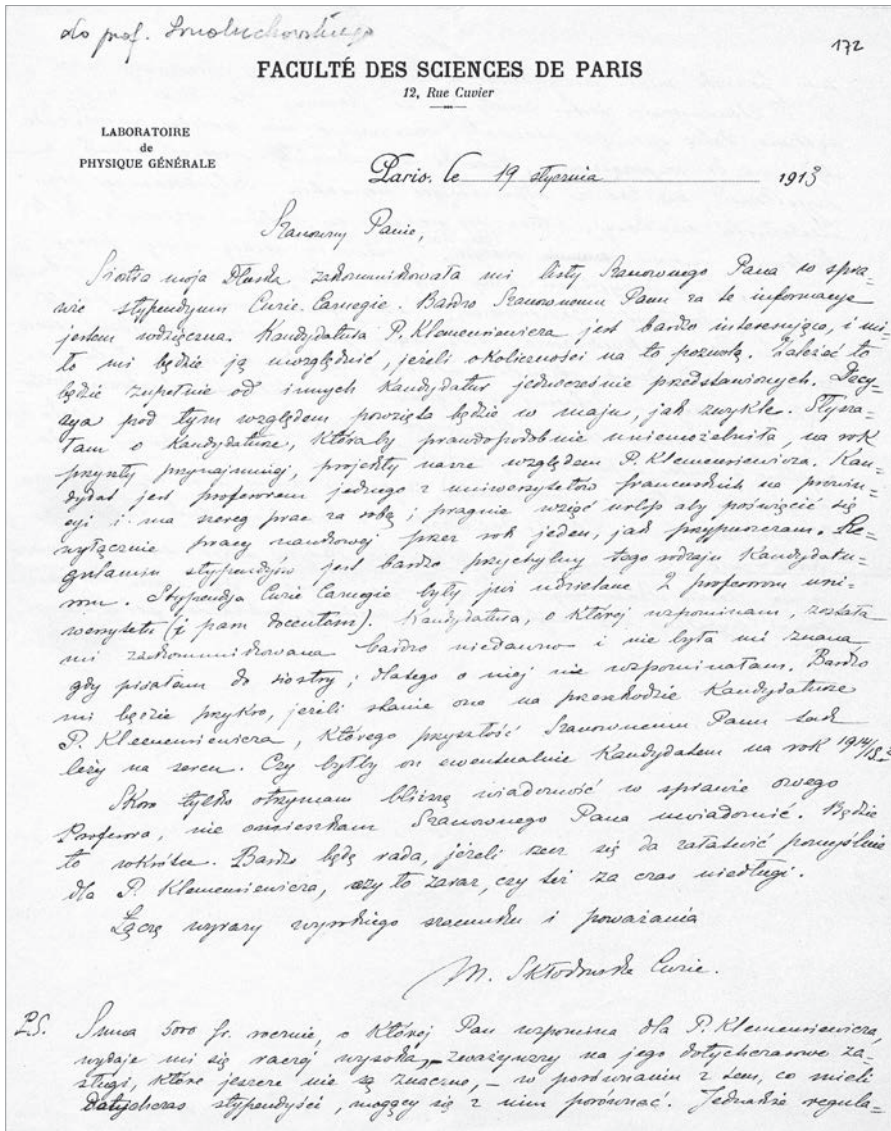 do prof. Smoluchowskiego
172
FACULTÉ DES SCIENCES DE PARIS
12, Rue Cuvier
LABORATOIRE
de
PHYSIQUE GÉNÉRALE
Paris, le 19 stycznia 1913
Szanowny Panie,
Siostra moja Dłuska zakomunikowała mi listy Szanownego Pana w spra=
wie stypendyum Curie-Carnegie. Bardzo Szanownemu Panu za te informacje
jestem wdzięczna. Kandydatura P. Klemensiewicza jest bardzo interesująca, i mi=
ło mi będzie ją uwzględnić, jeżeli okoliczności na to pozwolą. Zależeć to
będzie zupełnie od innych kandydatur jednocześnie przedstawionych. Decy=
zya pod tym względem powzięta będzie w maju, jak zwykle. Słysza=
łam o kandydaturze, któraby prawdopodobnie uniemożebniła, na rok
przyszły przynajmniej, projekty nasze względem P. Klemensiewicza. Kan=
dydat jest profesorem jednego z uniwersytetów francuskich na prowin=
cyi i ma szereg prac za sobą; pragnie wziąć urlop aby poświęcić się
wyłącznie pracy naukowej przez rok jeden, jak przypuszczam. Re=
gulamin stypendjów jest bardzo przychylny tego rodzaju kandydatu=
rom. Stypendja Curie Carnegie były już udzielane 2 profesorom uni=
wersytetu (i paru docentom). Kandydatura, o której wspominam, została
mi zakomunikowana bardzo niedawno i nie była mi znana
gdy pisałam do siostry; dlatego o niej nie wspominałam. Bardzo
mi będzie przykro, jeżeli stanie ona na przeszkodzie kandydaturze
P. Klemensiewicza, którego przyszłość Szanownemu Panu tak
leży na sercu. Czy byłby on ewentualnie kandydatem na rok 1914/15?
Skoro tylko otrzymam bliższą wiadomość w sprawie owego
Profesora, nie omieszkam Szanownego Pana uwiadomić. Będzie
to wkrótce. Bardzo będę rada, jeżeli rzecz się da załatwić pomyślnie
dla P. Klemensiewicza, czy to zaraz, czy też za czas niedługi.
Łączę wyrazy wysokiego szacunku i poważania
M. Skłodowska Curie.
P.S. Suma 5000 fr. rocznie, o której Pan wspomina dla P. Klemensiewicza,
wydaje mi się raczej wysoka, zważywszy na jego dotychczasowe za=
sługi, które jeszcze nie są znaczne, – w porównaniu z tem, co mieli
dotychczas stypendyści, mogący się z nim porównać. Jednakże regula=